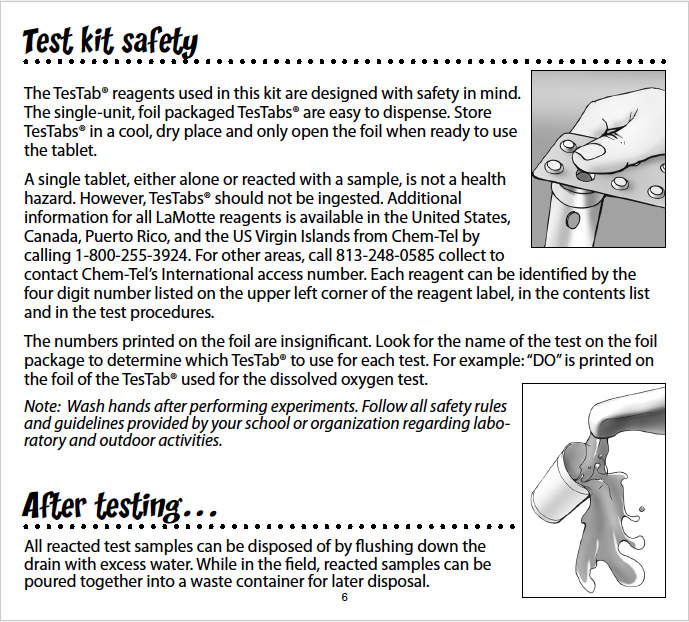 Test kit safety
The TesTab® reagents used in this kit are designed with safety in mind.
The single-unit, foil packaged TesTabs® are easy to dispense. Store
TesTabs® in a cool, dry place and only open the foil when ready to use
the tablet.
A single tablet, either alone or reacted with a sample, is not a health
hazard. However, TesTabs® should not be ingested. Additional
information for all LaMotte reagents is available in the United States,
Canada, Puerto Rico, and the US Virgin Islands from Chem-Tel by
calling 1-800-255-3924. For other areas, call 813-248-0585 collect to
contact Chem-Tel's International access number. Each reagent can be identified by the
four digit number listed on the upper left corner of the reagent label, in the contents list
and in the test procedures.
The numbers printed on the foil are insignificant. Look for the name of the test on the foil
package to determine which TesTab® to use for each test. For example: “DO” is printed on
the foil of the TesTab® used for the dissolved oxygen test.
Note: Wash hands after performing experiments. Follow all safety rules
and guidelines provided by your school or organization regarding labo-
ratory and outdoor activities.
After testing...
All reacted test samples can be disposed of by flushing down the
drain with excess water. While in the field, reacted samples can be
poured together into a waste container for later disposal.
6